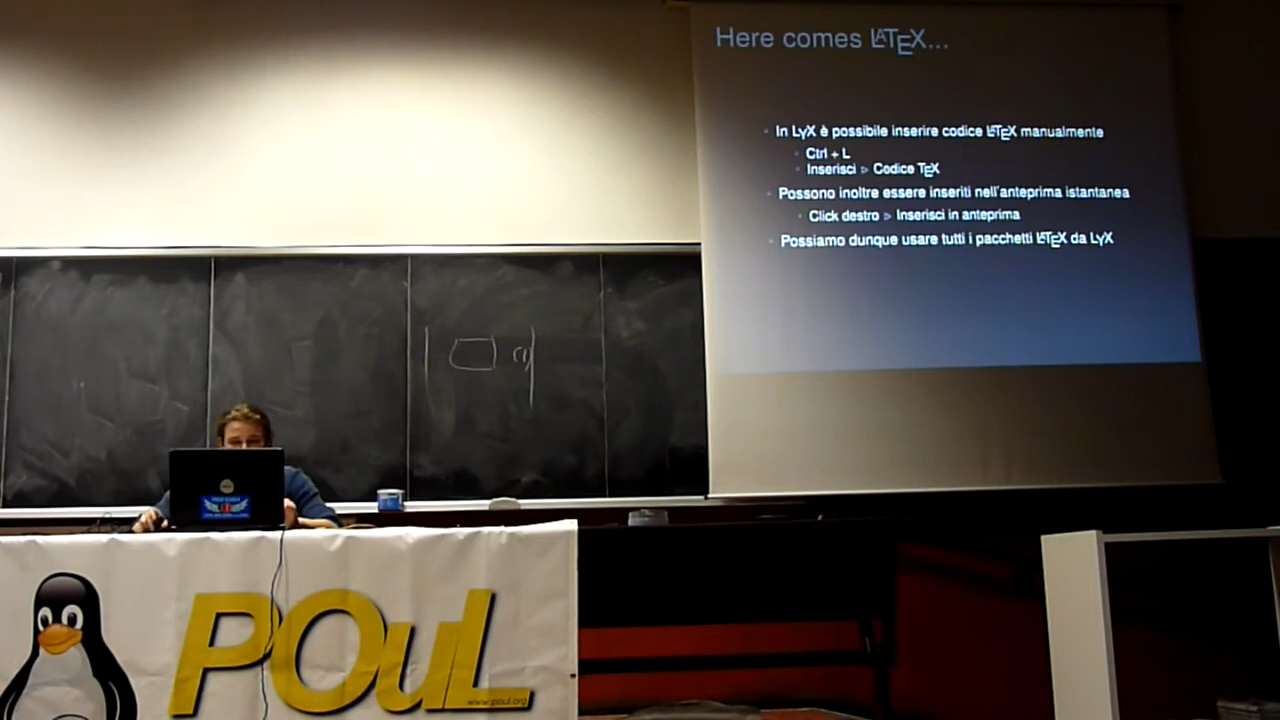 Here comes LATEX...
In LyX è possibile inserire codice LATEX manualmente
Ctrl + L
Inserisci ▹ Codice TEX
Possono inoltre essere inseriti nell'anteprima istantanea
Click destro ▹ Inserisci in anteprima
Possiamo dunque usare tutti i pacchetti LATEX da LyX
POuL
www.poul.org